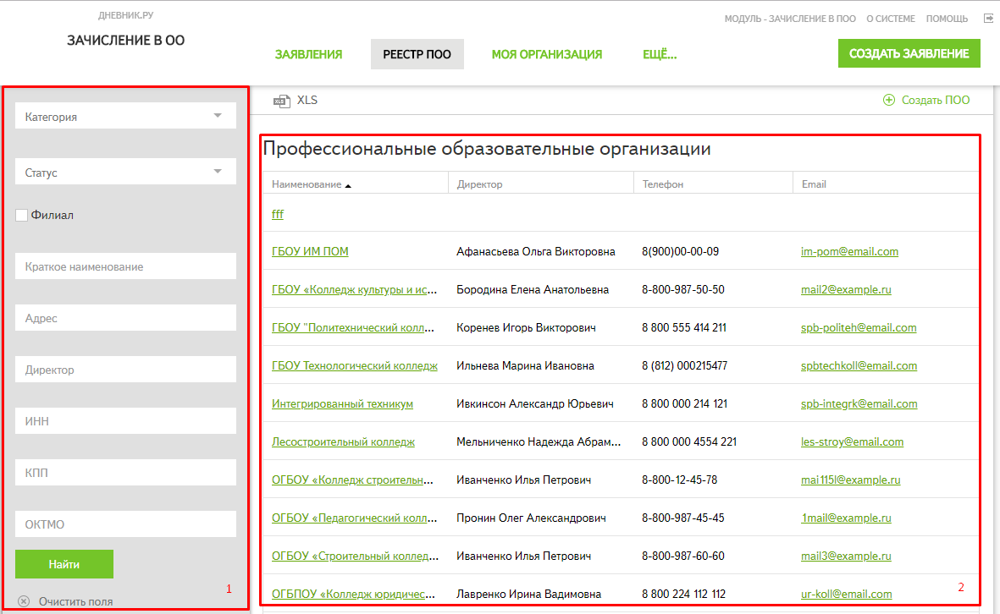 ДНЕВНИК.РУ
ЗАЧИСЛЕНИЕ В ОО
МОДУЛЬ - ЗАЧИСЛЕНИЕ В ПОО О СИСТЕМЕ ПОМОЩЬ
ЗАЯВЛЕНИЯ РЕЕСТР ПОО МОЯ ОРГАНИЗАЦИЯ ЕЩЁ... СОЗДАТЬ ЗАЯВЛЕНИЕ
Категория
Статус
Филиал
Краткое наименование
Адрес
Директор
ИНН
КПП
ОКТМО
Найти
1
Очистить поля
XLS XLS Создать ПОО
Профессиональные образовательные организации
Наименование Директор Телефон Email
fff
ГБОУ ИМ ПОМ Афанасьева Ольга Викторовна 8(900)00-00-09 im-pom@email.com
ГБОУ «Колледж культуры и ис... Бородина Елена Анатольевна 8-800-987-50-50 mail2@example.ru
ГБОУ "Политехнический колл... Коренев Игорь Викторович 8 800 555 414 211 spb-politeh@email.com
ГБОУ Технологический колледж Ильнева Марина Ивановна 8 (812) 000215477 spbtechkoll@email.com
Интегрированный техникум Ивкинсон Александр Юрьевич 8 800 000 214 121 spb-integrk@email.com
Лесостроительный колледж Мельниченко Надежда Абрам... 8 800 000 4554 221 les-stroy@email.com
ОГБОУ «Колледж строительн... Иванченко Илья Петрович 8-800-12-45-78 mai115l@example.ru
ОГБОУ «Педагогический колл... Пронин Олег Александрович 8-800-987-45-45 1mail@example.ru
ОГБОУ «Строительный коллед... Иванченко Илья Петрович 8-800-987-60-60 mail3@example.ru
ОГБПОУ «Колледж юридичес... Лавренко Ирина Вадимовна 8 800 224 112 112 ur-koll@email.com
2